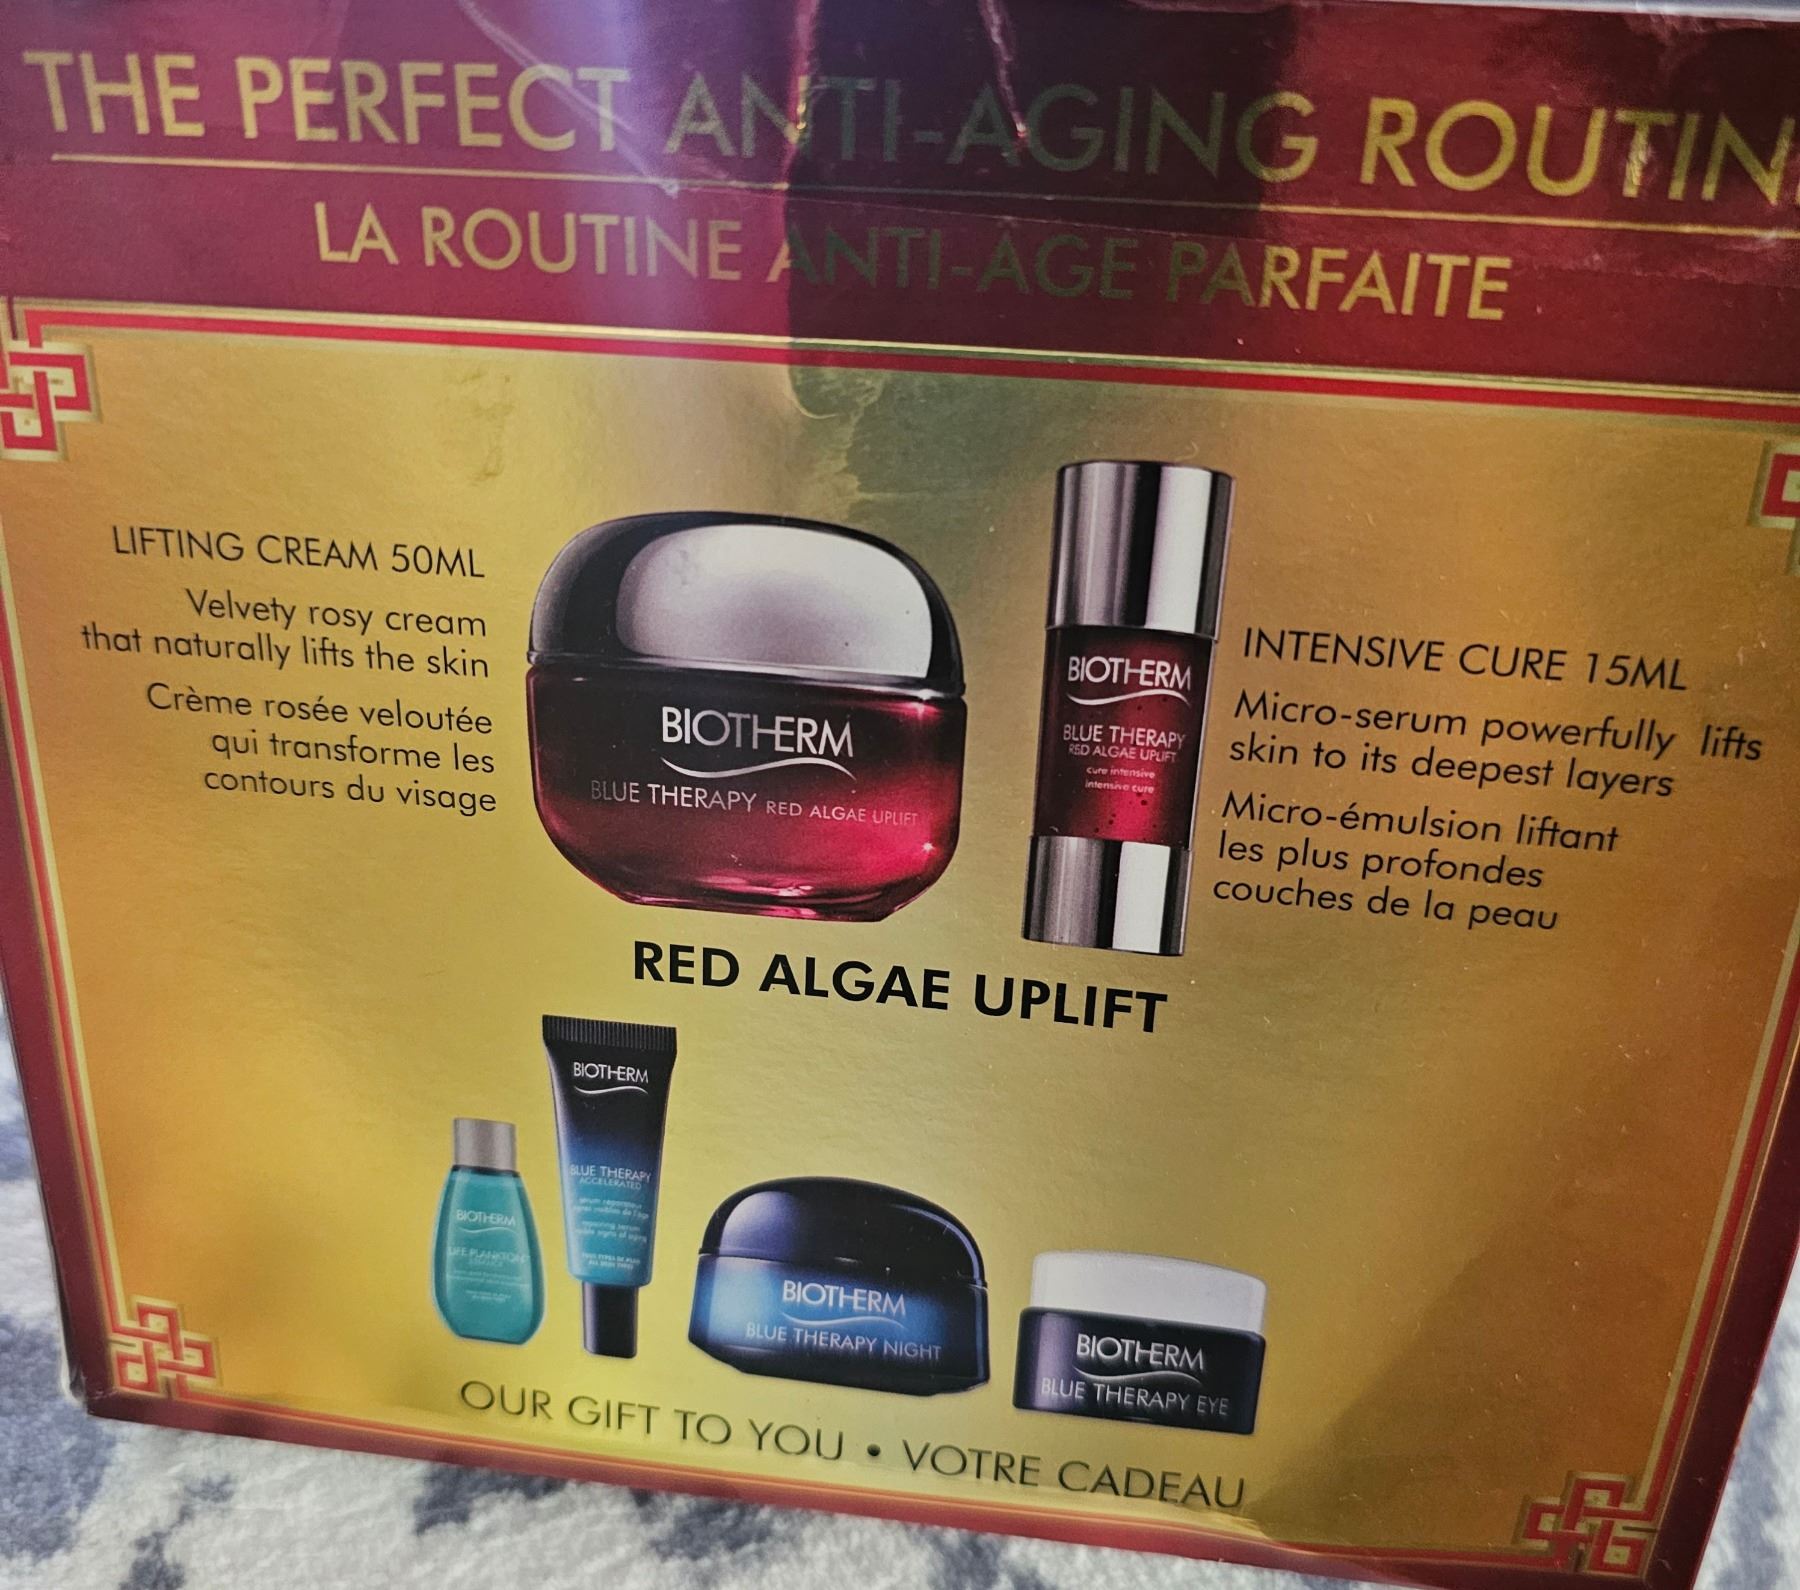 THE PERFECT ANTI-AGING ROUTIN
LA ROUTINE ANTI-AGE PARFAITE
LIFTING CREAM 50ML
Velvety rosy cream
that naturally lifts the skin
Crème rosée veloutée
qui transforme les
contours du visage
BIOTHERM
BLUE THERAPY RED ALGAE UPLIFT
BIOTHERM
BLUE THERAPY
RED ALGAE UPLIFT
cure intensive
intensive cure
INTENSIVE CURE 15ML
Micro-serum powerfully lifts
skin to its deepest layers
Micro-émulsion liftant
les plus profondes
couches de la peau
RED ALGAE UPLIFT
BIOTHERM
LIFE PLANKTON
BIOTHERM
BLUE THERAPY
ACCELERATED
BIOTHERM
BLUE THERAPY NIGHT
BIOTHERM
BLUE THERAPY EYE
OUR GIFT TO YOU • VOTRE CADEAU